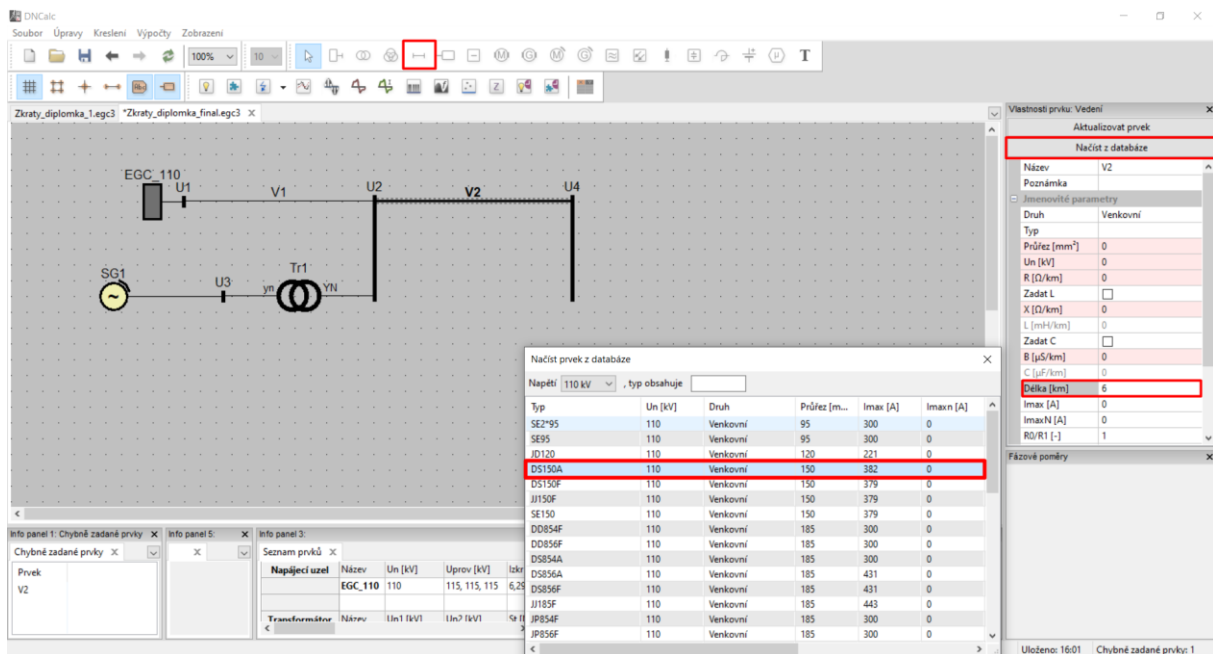 DNCalc
Soubor Úpravy Kreslení Výpočty Zobrazení
100% 10 M G M G μ T
Z
Zkraty_diplomka_1.egc3 *Zkraty_diplomka_final.egc3 X
EGC_110
U1
V1
U2
V2
U4
SG1
U3
yn
Tr1
YN
Vlastnosti prvku: Vedení X
Aktualizovat prvek
Načíst z databáze
Název V2
Poznámka
Jmenovité parametry
Druh Venkovní
Typ
Průřez [mm²] 0
Un [kV] 0
R [Ω/km] 0
Zadat L
X [Ω/km] 0
L [mH/km] 0
Zadat C
B [μS/km] 0
C [μF/km] 0
Délka [km] 6
Imax [A] 0
ImaxN [A] 0
R0/R1 [-] 1
Fázové poměry X
Načíst prvek z databáze
Napětí 110 kV , typ obsahuje
Typ Un [kV] Druh Průřez [m... Imax [A] Imaxn [A]
SE2*95 110 Venkovní 95 300 0
SE95 110 Venkovní 95 300 0
JD120 110 Venkovní 120 221 0
DS150A 110 Venkovní 150 382 0
DS150F 110 Venkovní 150 379 0
JJ150F 110 Venkovní 150 379 0
SE150 110 Venkovní 150 379 0
DD854F 110 Venkovní 185 300 0
DD856F 110 Venkovní 185 300 0
DS854A 110 Venkovní 185 300 0
DS856A 110 Venkovní 185 431 0
DS856F 110 Venkovní 185 431 0
JJ185F 110 Venkovní 185 443 0
JP854F 110 Venkovní 185 300 0
JP856F 110 Venkovní 185 300 0
Info panel 1: Chybně zadané prvky X Info panel 5: X Info panel 3:
Chybně zadané prvky X X Seznam prvků X
Prvek
V2
Napájecí uzel Název Un [kV] Uprov [kV] Izkr
EGC_110 110 115, 115, 115 6,29
Transformátor Název Un1 [kV] Un2 [kV]
Uloženo: 16:01 Chybně zadané prvky: 1